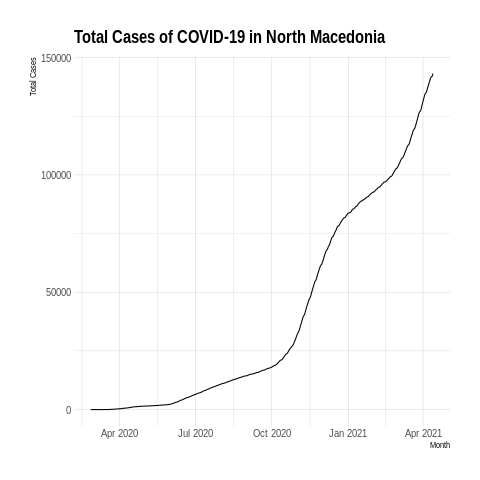 Total Cases of COVID-19 in North Macedonia
Total Cases
150000
100000
50000
0
Apr 2020 Jul 2020 Oct 2020 Jan 2021 Apr 2021
Month